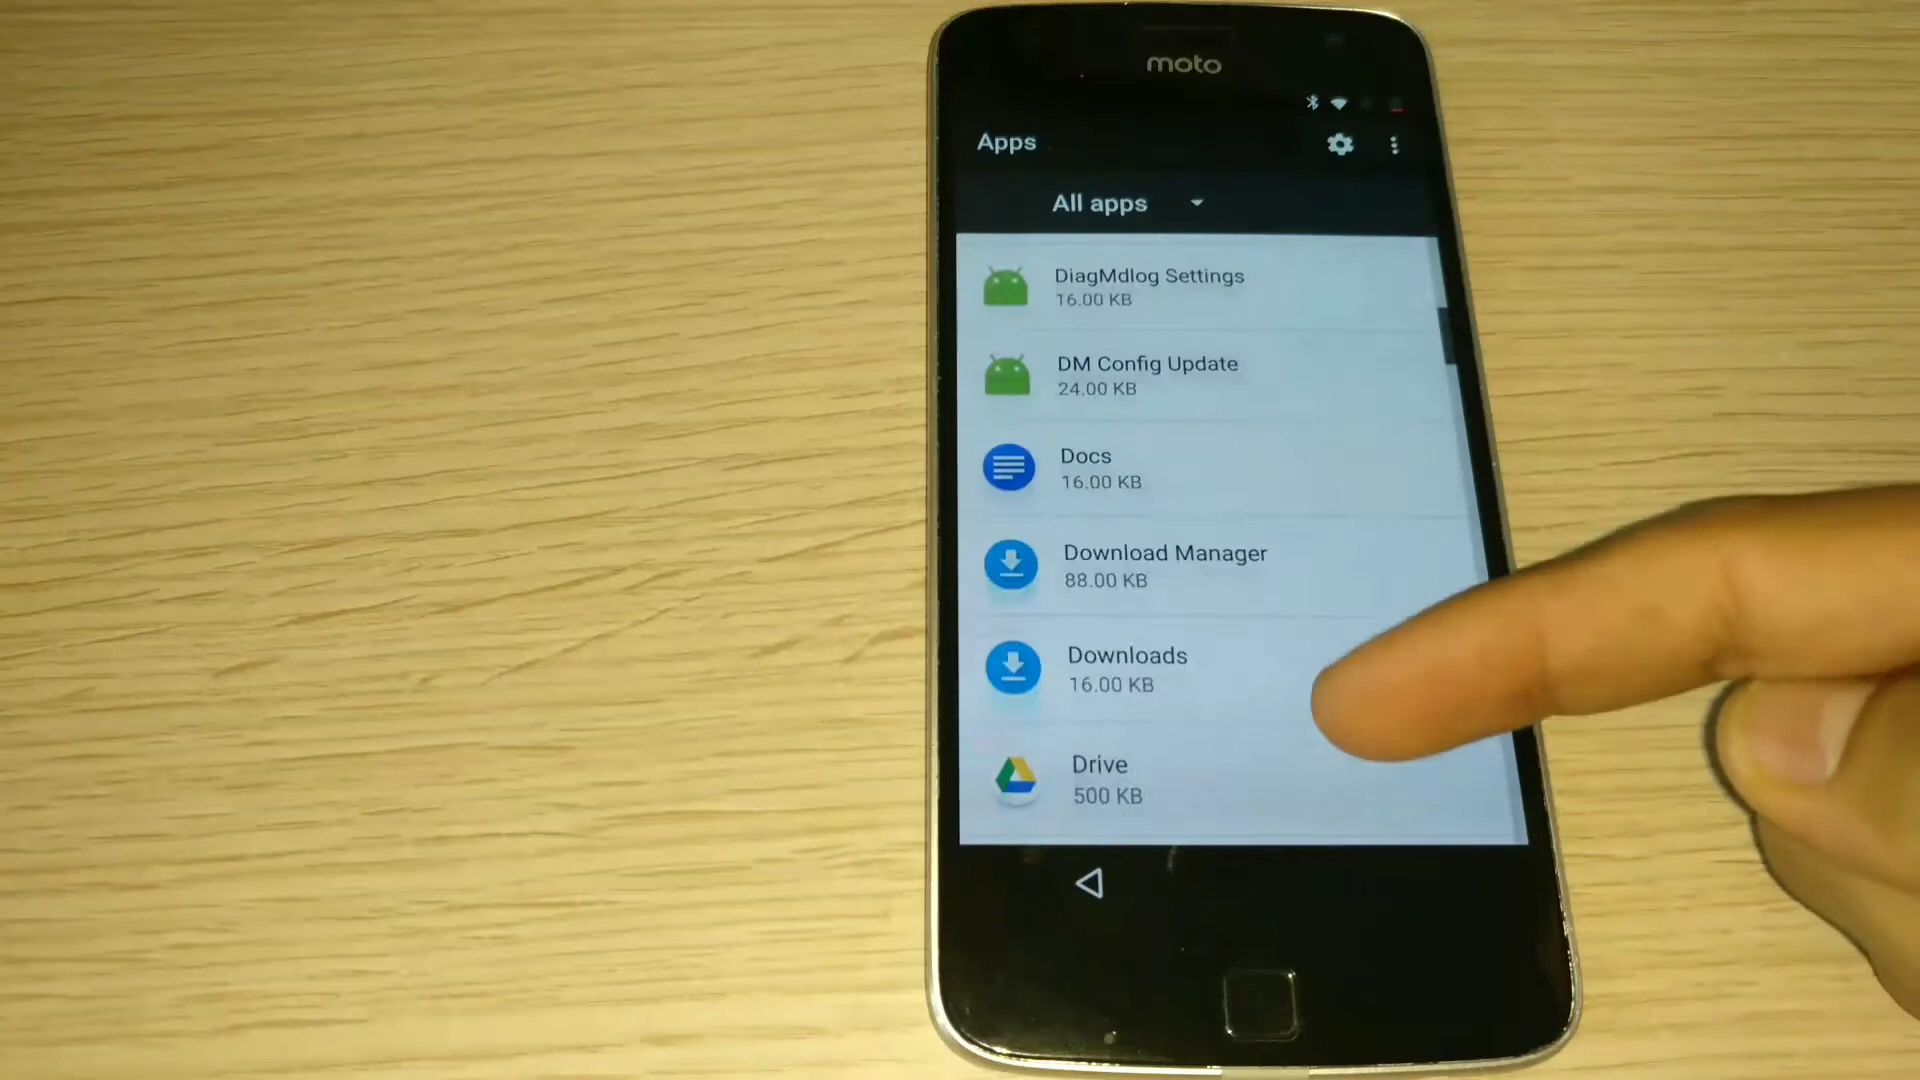 moto
Apps
All apps
DiagMdlog Settings
16.00 KB
DM Config Update
24.00 KB
Docs
16.00 KB
Download Manager
88.00 KB
Downloads
16.00 KB
Drive
500 KB